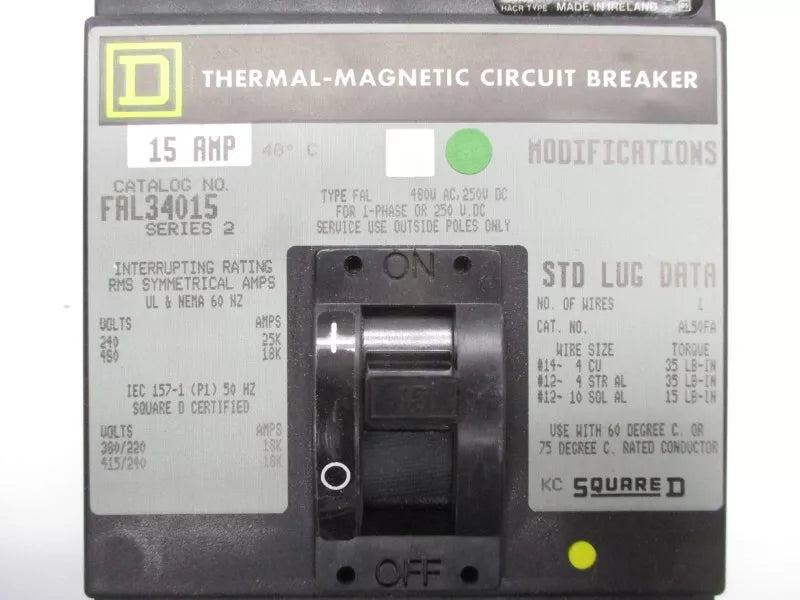 HACR TYPE MADE IN IRELAND
D
THERMAL-MAGNETIC CIRCUIT BREAKER
15 AMP 40° C
MODIFICATIONS
CATALOG NO.
FAL34015
SERIES 2
TYPE FAL 480V AC,250V DC
FOR 1-PHASE OR 250 V.DC
SERVICE USE OUTSIDE POLES ONLY
INTERRUPTING RATING
RMS SYMMETRICAL AMPS
UL & NEMA 60 HZ
VOLTS AMPS
240 25K
480 18K
IEC 157-1 (P1) 50 HZ
SQUARE D CERTIFIED
VOLTS AMPS
380/220 18K
415/240 18K
ON
15
O
OFF
STD LUG DATA
NO. OF WIRES 1
CAT. NO. AL50FA
WIRE SIZE TORQUE
#14- 4 CU 35 LB-IN
#12- 4 STR AL 35 LB-IN
#12- 10 SOL AL 15 LB-IN
USE WITH 60 DEGREE C. OR
75 DEGREE C. RATED CONDUCTOR
KC SQUARE D